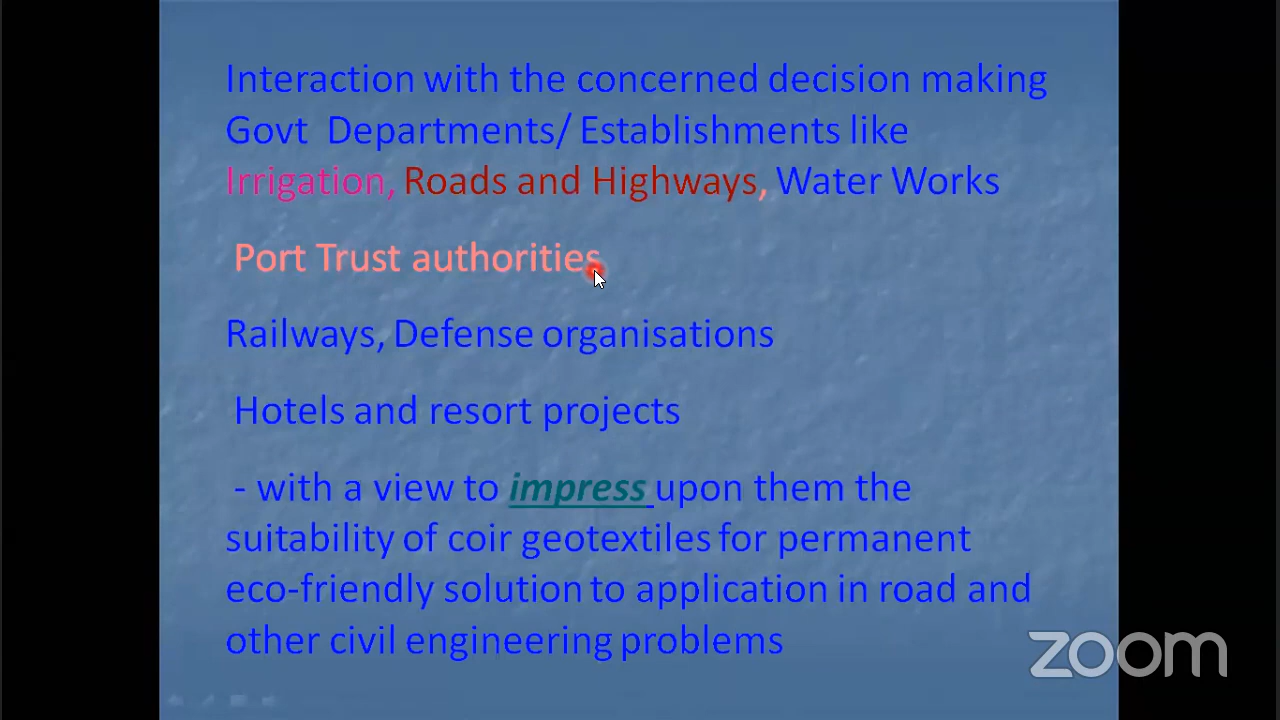 Interaction with the concerned decision making
Govt Departments/ Establishments like
Irrigation, Roads and Highways, Water Works
Port Trust authorities
Railways, Defense organisations
Hotels and resort projects
- with a view to impress upon them the
suitability of coir geotextiles for permanent
eco-friendly solution to application in road and
other civil engineering problems
zoom